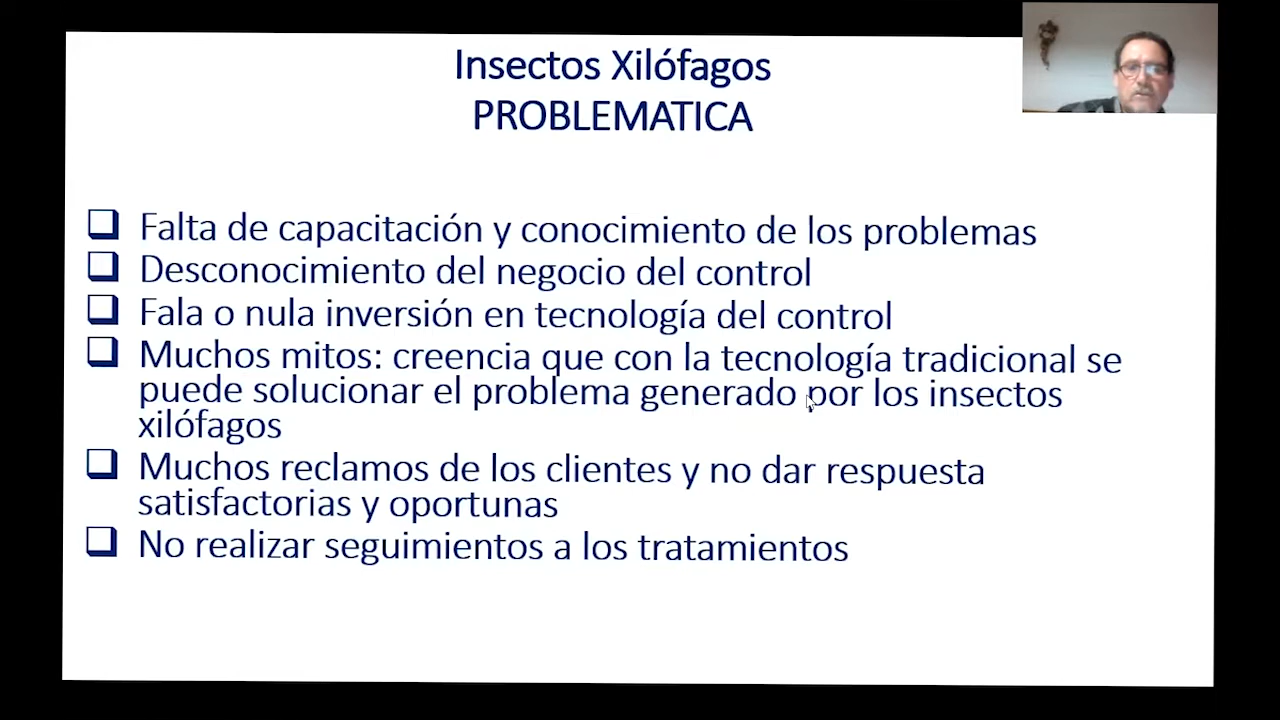 Insectos Xilófagos
PROBLEMATICA
Falta de capacitación y conocimiento de los problemas
Desconocimiento del negocio del control
Fala o nula inversión en tecnología del control
Muchos mitos: creencia que con la tecnología tradicional se
puede solucionar el problema generado por los insectos
xilófagos
Muchos reclamos de los clientes y no dar respuesta
satisfactorias y oportunas
No realizar seguimientos a los tratamientos